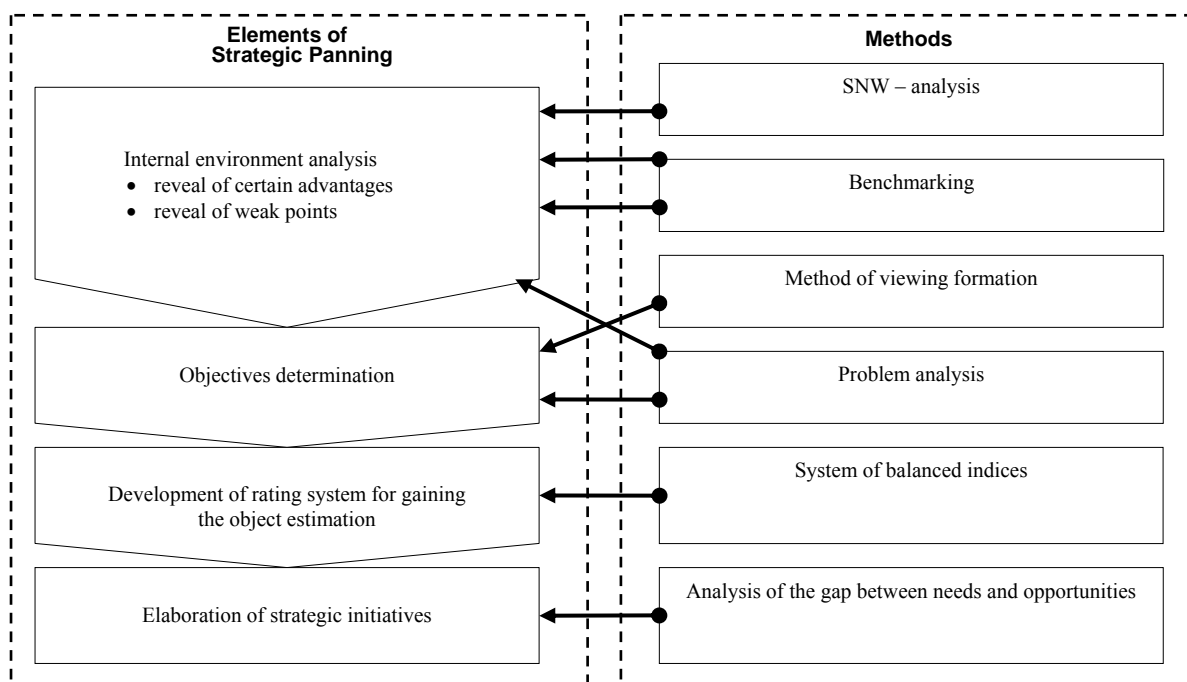 Elements of
Strategic Panning
Internal environment analysis
• reveal of certain advantages
• reveal of weak points
Objectives determination
Development of rating system for gaining
the object estimation
Elaboration of strategic initiatives
Methods
SNW – analysis
Benchmarking
Method of viewing formation
Problem analysis
System of balanced indices
Analysis of the gap between needs and opportunities